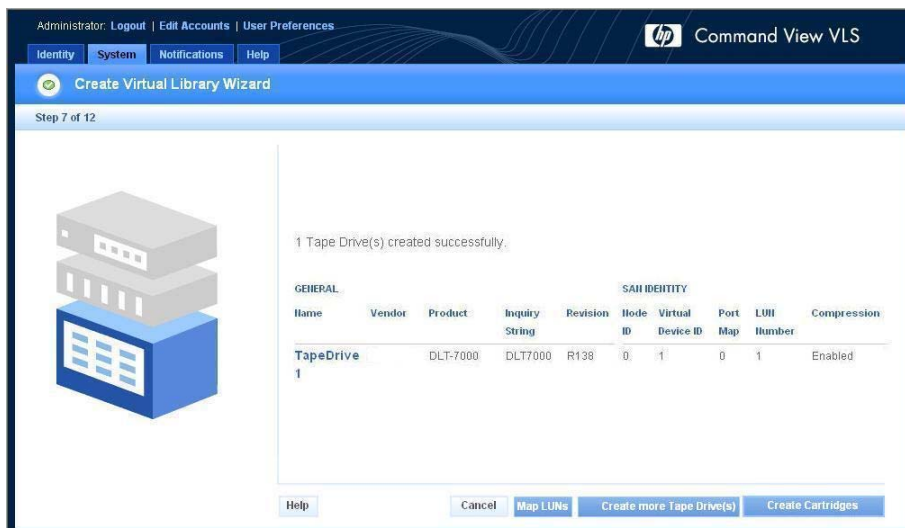 Administrator: Logout | Edit Accounts | User Preferences
hp Command View VLS
Identity System Notifications Help
Create Virtual Library Wizard
Step 7 of 12
1 Tape Drive(s) created successfully.
GENERAL SAN IDENTITY
Name Vendor Product Inquiry String Revision Node ID Virtual Device ID Port Map LUN Number Compression
TapeDrive 1 DLT-7000 DLT7000 R138 0 1 0 1 Enabled
Help Cancel Map LUNs Create more Tape Drive(s) Create Cartridges